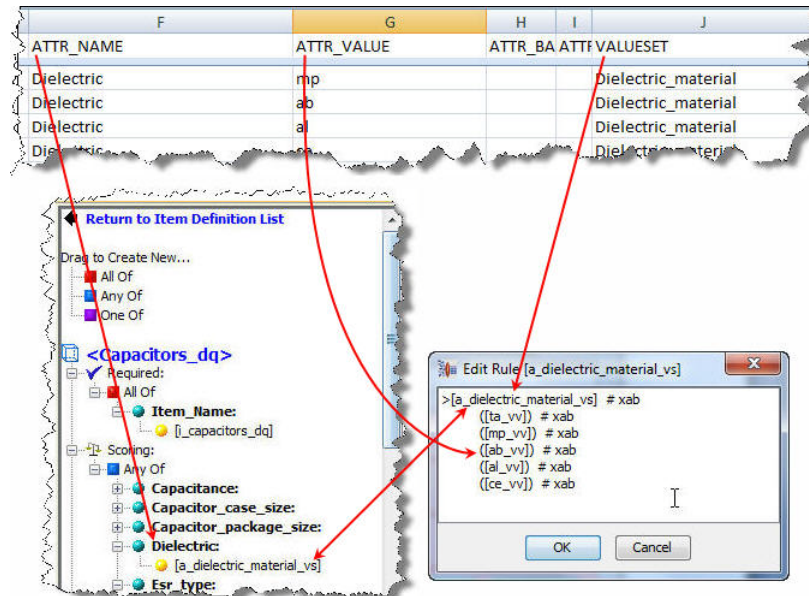 F G H I J
ATTR_NAME ATTR_VALUE ATTR_BA ATTF VALUESET
Dielectric mp Dielectric_material
Dielectric ab Dielectric_material
Dielectric al Dielectric_material
Dielectric Dielectric_material
Return to Item Definition List
Drag to Create New...
All Of
Any Of
One Of
<Capacitors_dq>
Required:
All Of
Item_Name:
[i_capacitors_dq]
Scoring:
Any Of
Capacitance:
Capacitor_case_size:
Capacitor_package_size:
Dielectric:
[a_dielectric_material_vs]
Esr_type:
Edit Rule [a_dielectric_material_vs]
>[a_dielectric_material_vs] # xab
([ta_vv]) # xab
([mp_vv]) # xab
([ab_vv]) # xab
([al_vv]) # xab
([ce_vv]) # xab
OK Cancel